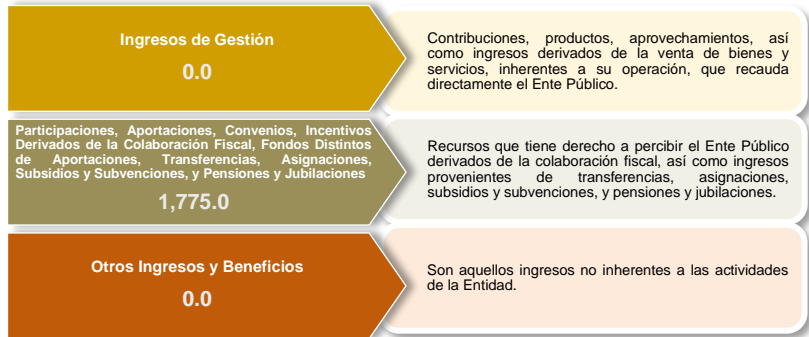 Ingresos de Gestión
0.0
Contribuciones, productos, aprovechamientos, así
como ingresos derivados de la venta de bienes y
servicios, inherentes a su operación, que recauda
directamente el Ente Público.
Participaciones, Aportaciones, Convenios, Incentivos
Derivados de la Colaboración Fiscal, Fondos Distintos
de Aportaciones, Transferencias, Asignaciones,
Subsidios y Subvenciones, y Pensiones y Jubilaciones
1,775.0
Recursos que tiene derecho a percibir el Ente Público
derivados de la colaboración fiscal, así como ingresos
provenientes de transferencias, asignaciones,
subsidios y subvenciones, y pensiones y jubilaciones.
Otros Ingresos y Beneficios
0.0
Son aquellos ingresos no inherentes a las actividades
de la Entidad.